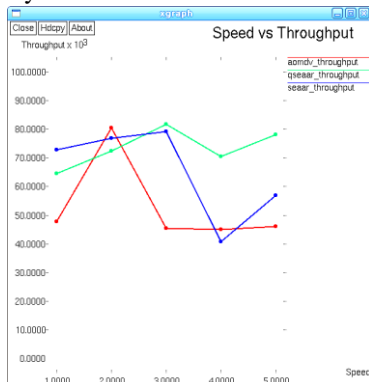 xgraph
Close Hdcpy About
Speed vs Throughput
Throughput x 10³
aomdv_throughput
qseaar_throughput
seaar_throughput
100.0000
90.0000
80.0000
70.0000
60.0000
50.0000
40.0000
30.0000
20.0000
10.0000
0.0000
Speed
1.0000 2.0000 3.0000 4.0000 5.0000